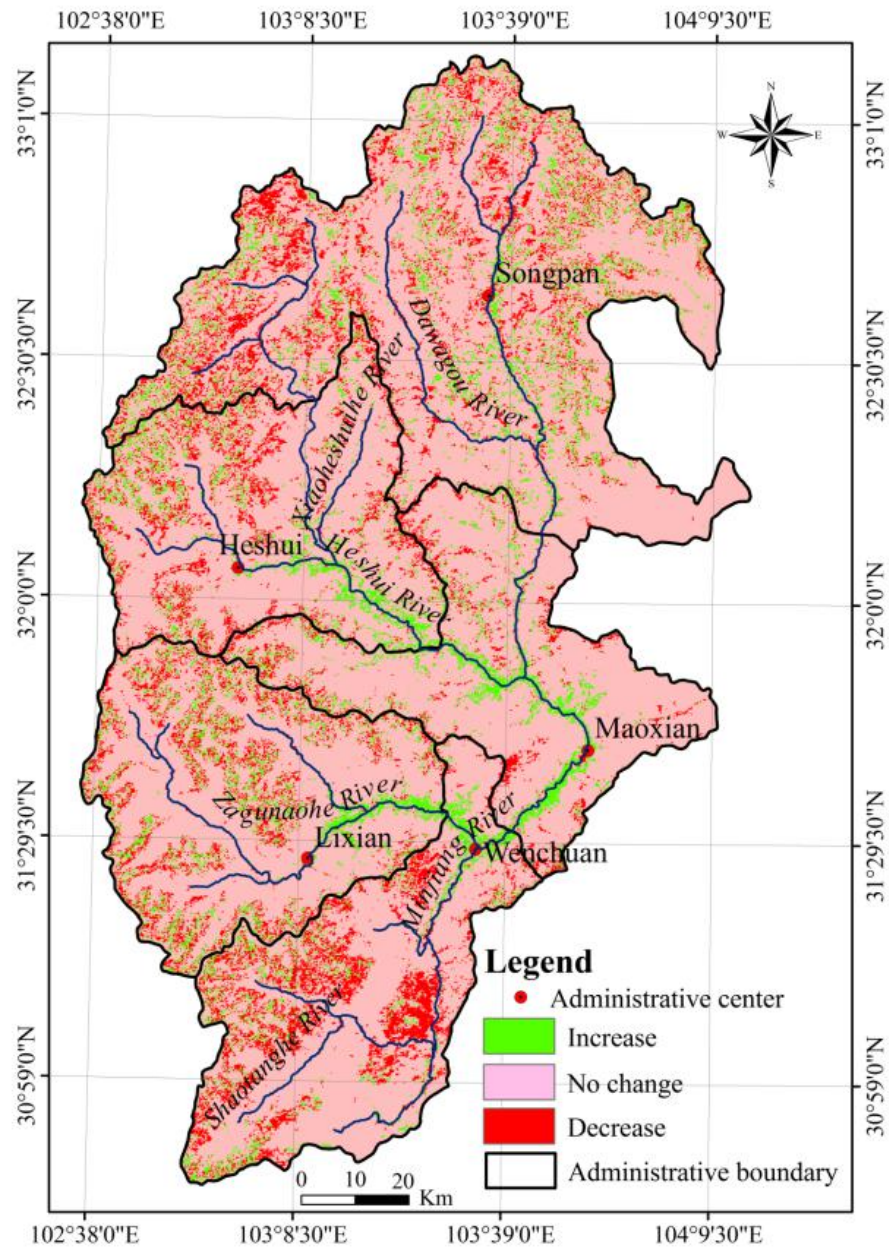 102°38'0"E 103°8'30"E 103°39'0"E 104°9'30"E
33°1'0"N
33°1'0"N
N
W
E
S
Songpan
32°30'30"N
32°30'30"N
Dawagou River
Xiaoheshuihe River
Heshui
Heshui River
32°0'0"N
32°0'0"N
Maoxian
Zagunaohe River
31°29'30"N
31°29'30"N
Lixian
Minjiang River
Wenchuan
Legend
Administrative center
Increase
No change
Decrease
Administrative boundary
Shaotanghe River
30°59'0"N
30°59'0"N
0 10 20
Km
102°38'0"E 103°8'30"E 103°39'0"E 104°9'30"E